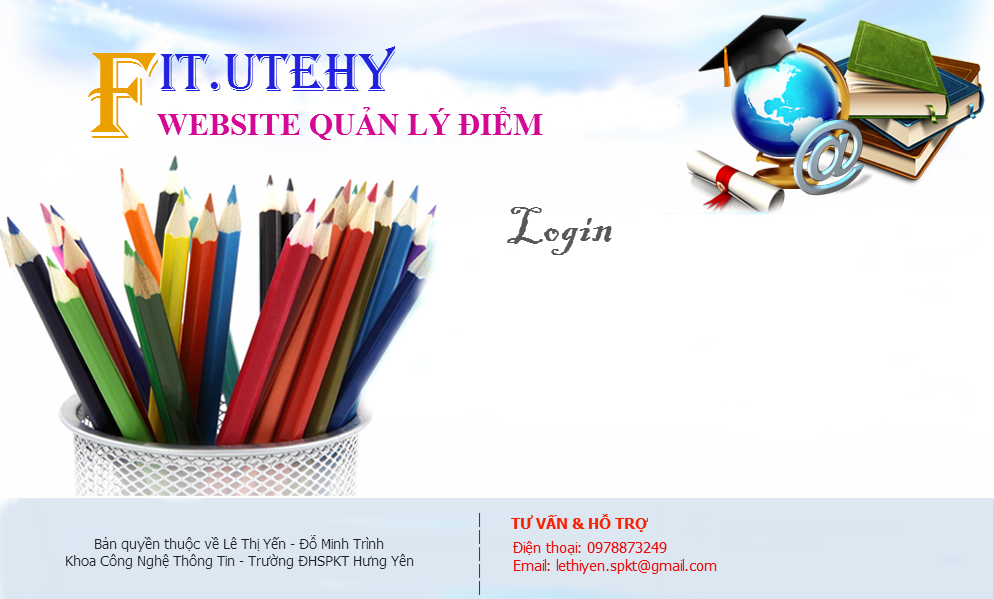 FIT.UTEHY
WEBSITE QUẢN LÝ ĐIỂM
Login
Bản quyền thuộc về Lê Thị Yến - Đỗ Minh Trình
Khoa Công Nghệ Thông Tin - Trường ĐHSPKT Hưng Yên
TƯ VẤN & HỖ TRỢ
Điện thoại: 0978873249
Email: lethiyen.spkt@gmail.com